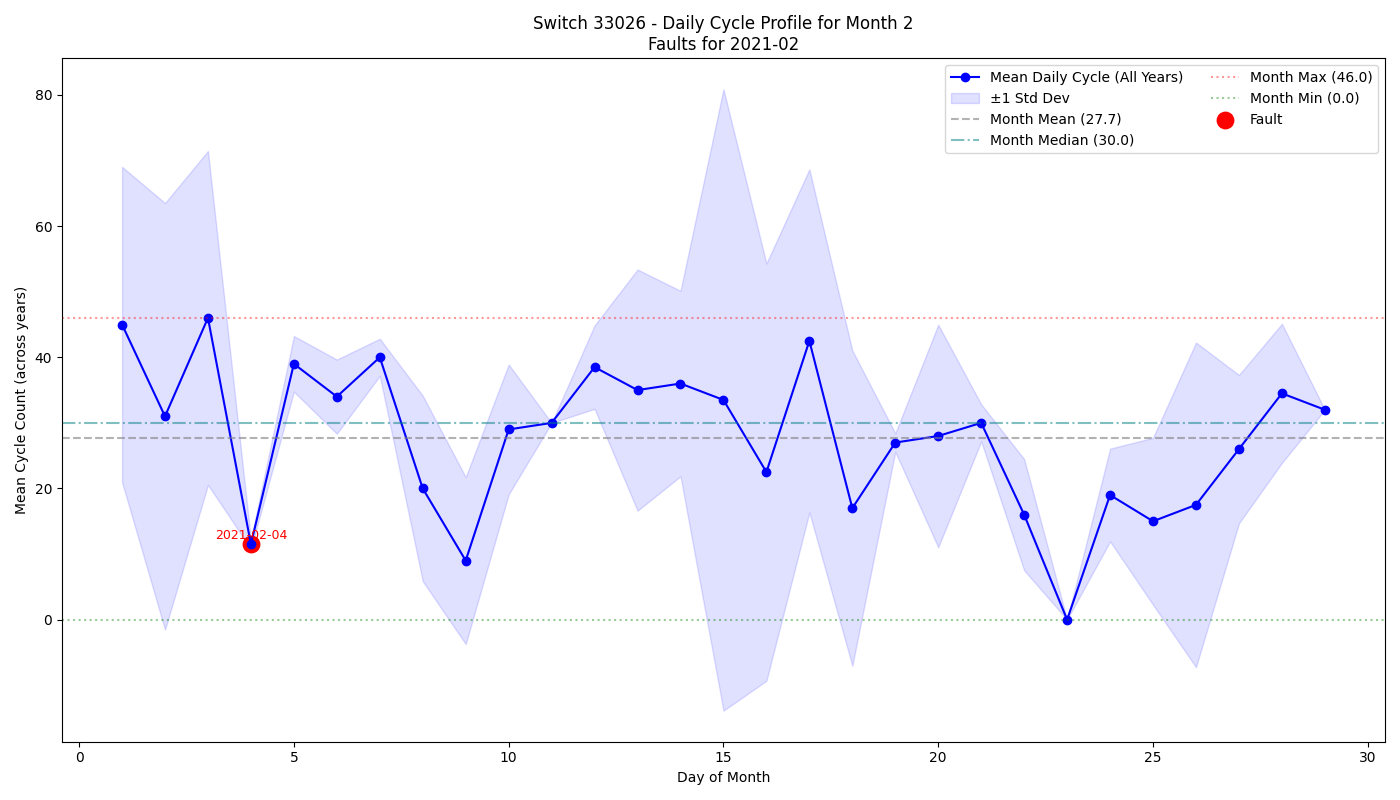 Switch 33026 - Daily Cycle Profile for Month 2
Faults for 2021-02
Mean Daily Cycle (All Years)
±1 Std Dev
Month Mean (27.7)
Month Median (30.0)
Month Max (46.0)
Month Min (0.0)
Fault
Mean Cycle Count (across years)
80
60
40
20
0
2021-02-04
0
5
10
15
20
25
30
Day of Month